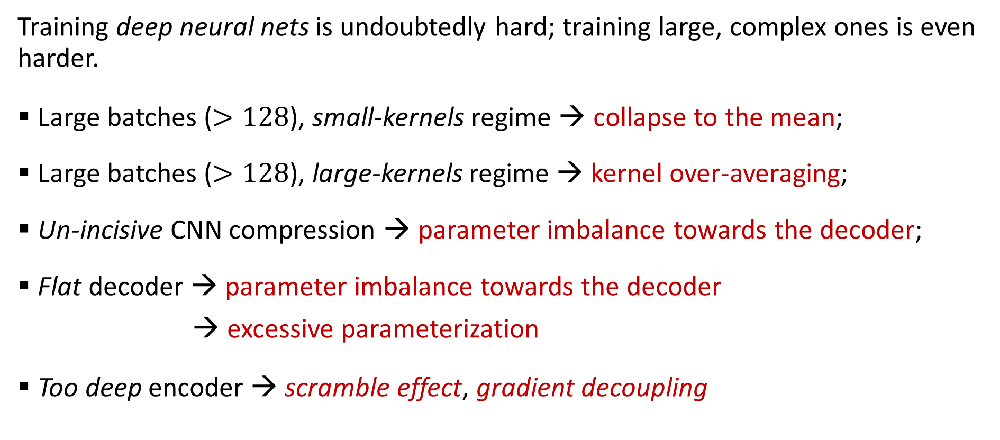 Training deep neural nets is undoubtedly hard; training large, complex ones is even
harder.
▪ Large batches (> 128), small-kernels regime → collapse to the mean;
▪ Large batches (> 128), large-kernels regime → kernel over-averaging;
▪ Un-incisive CNN compression → parameter imbalance towards the decoder;
▪ Flat decoder → parameter imbalance towards the decoder
→ excessive parameterization
▪ Too deep encoder → scramble effect, gradient decoupling